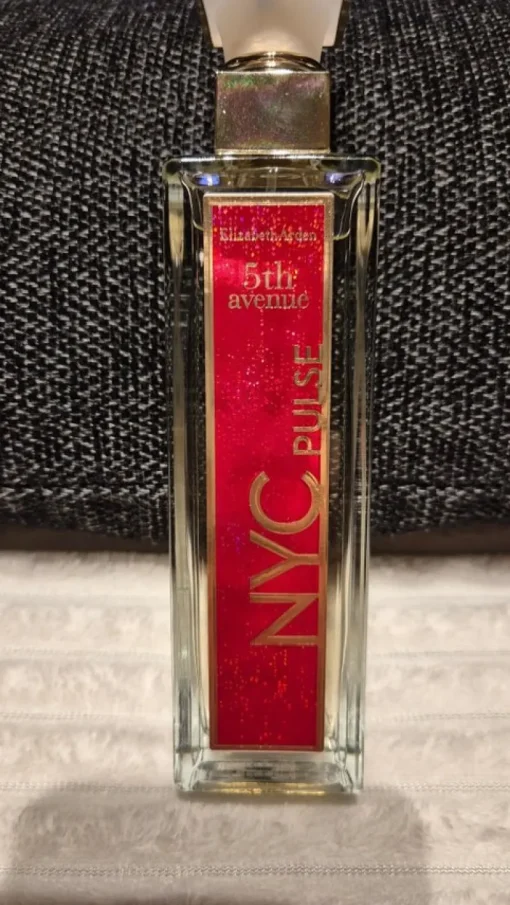 Elizabeth Arden
5th
avenue
NYC PULSE